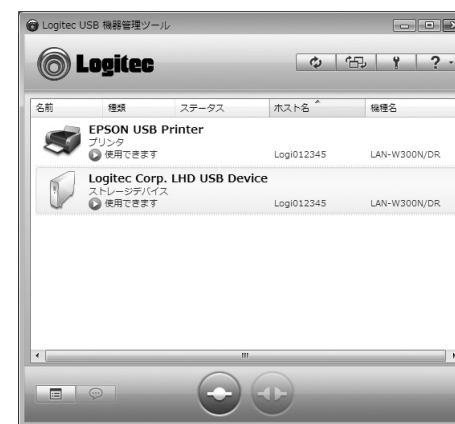 Logitec USB 機器管理ツール
Logitec
?
名前 種類 ステータス ホスト名 機種名
EPSON USB Printer
プリンタ
使用できます Logi012345 LAN-W300N/DR
Logitec Corp. LHD USB Device
ストレージデバイス
使用できます Logi012345 LAN-W300N/DR